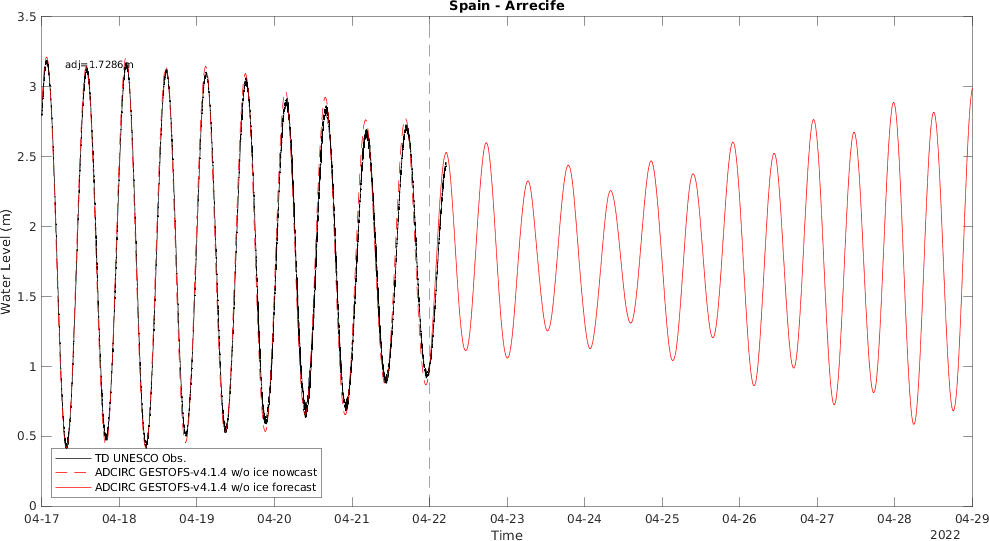 Spain - Arrecife
adj=1.7286m
Water Level (m)
3.5
3
2.5
2
1.5
1
0.5
0
TD UNESCO Obs.
ADCIRC GESTOFS-v4.1.4 w/o ice nowcast
ADCIRC GESTOFS-v4.1.4 w/o ice forecast
04-17 04-18 04-19 04-20 04-21 04-22 04-23 04-24 04-25 04-26 04-27 04-28 04-29
Time
2022